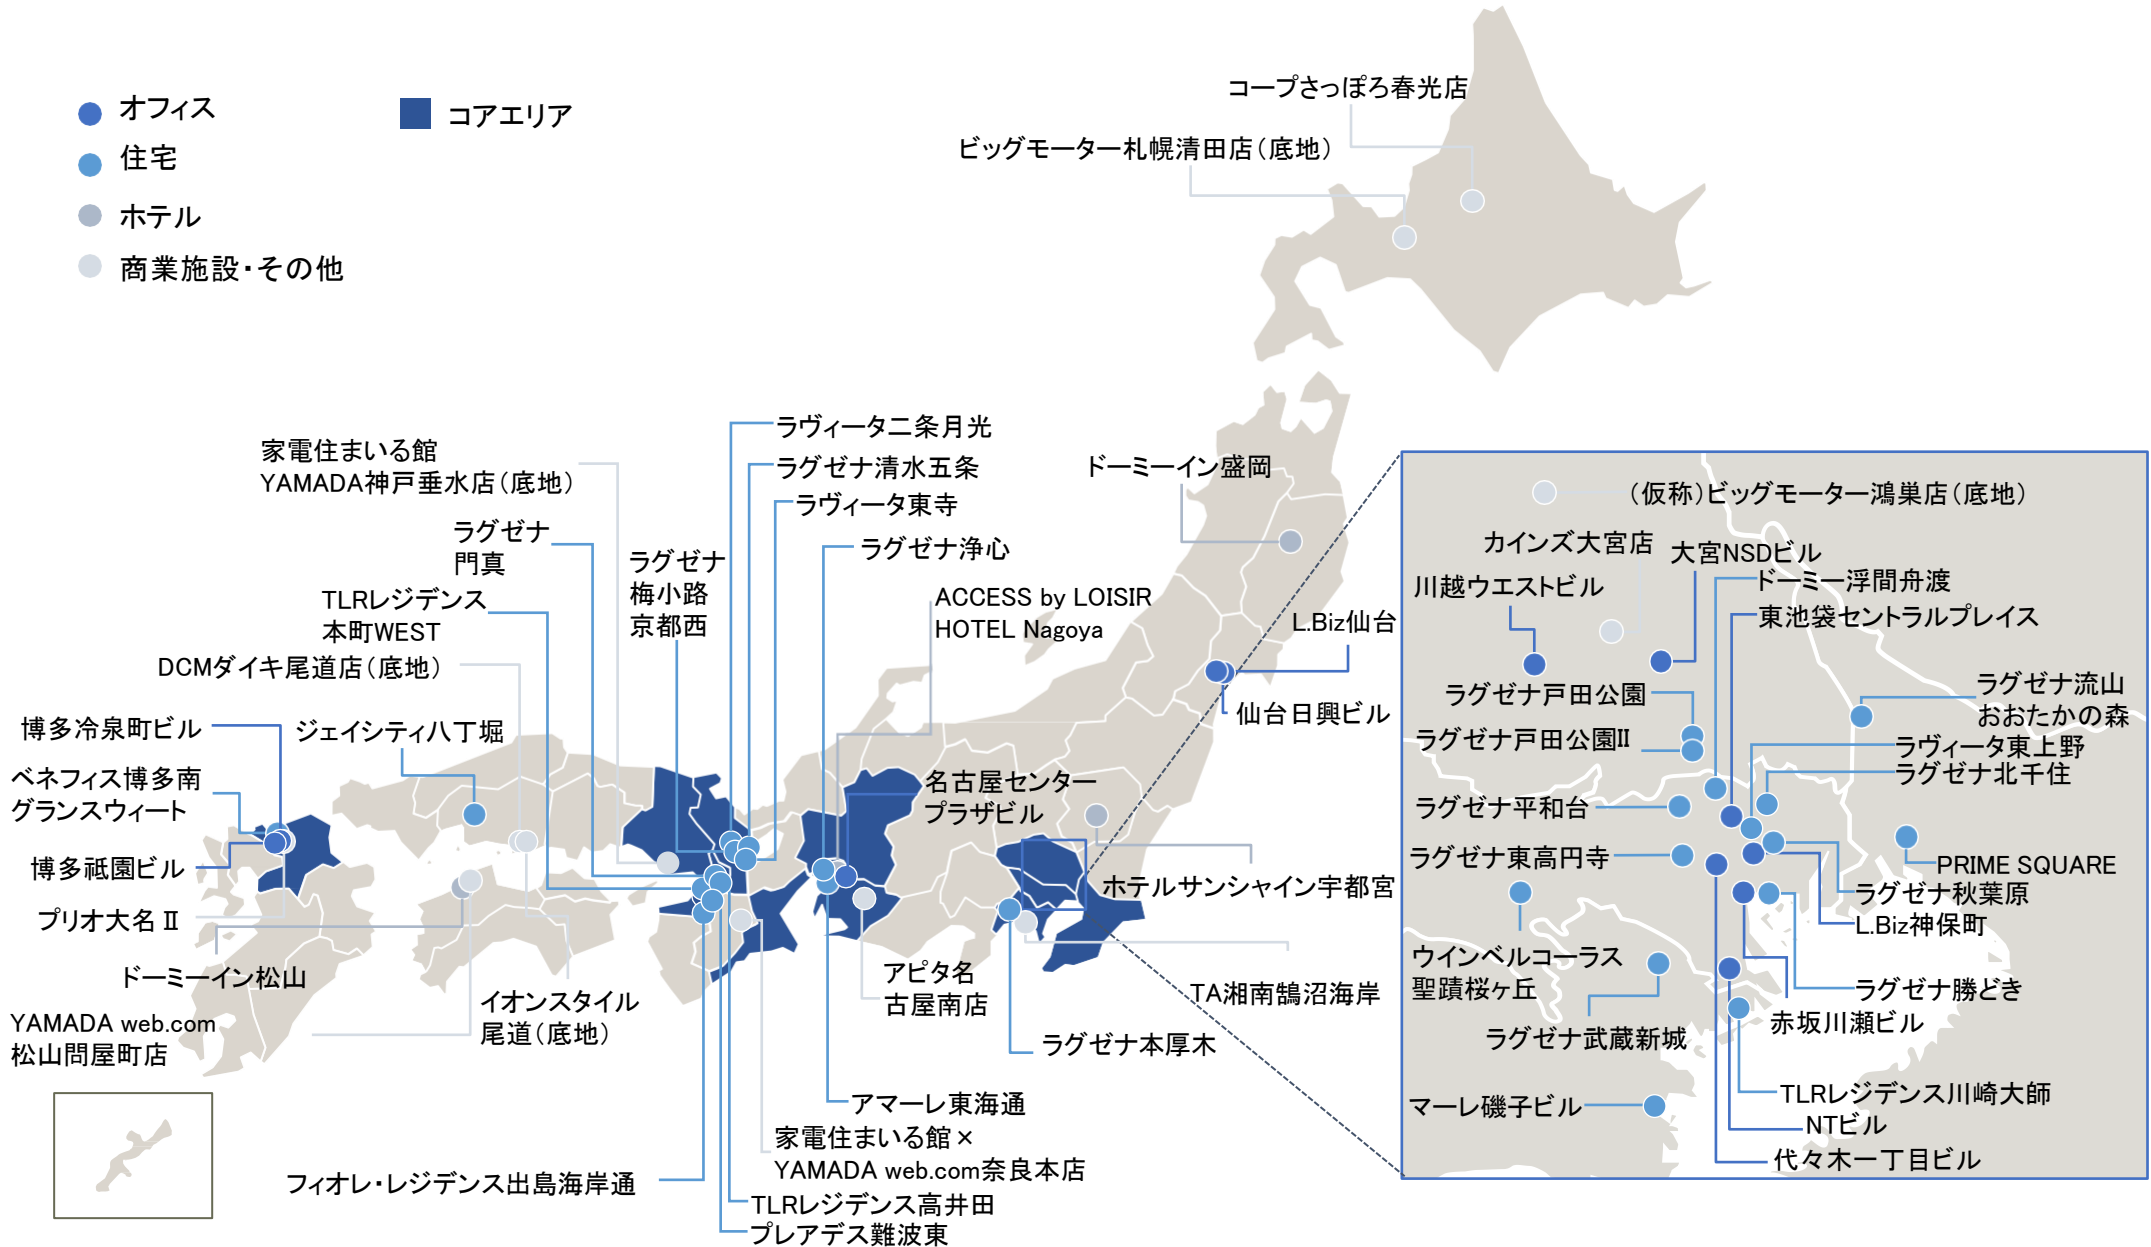 オフィス
住宅
ホテル
商業施設・その他
コアエリア
コープさっぽろ春光店
ビッグモーター札幌清田店（底地）
ラヴィータ二条月光
ラグゼナ清水五条
ラヴィータ東寺
ラグゼナ浄心
家電住まいる館
YAMADA神戸垂水店（底地）
ラグゼナ
門真
ラグゼナ
梅小路
京都西
TLRレジデンス
本町WEST
DCMダイキ尾道店（底地）
ジェイシティ八丁堀
博多冷泉町ビル
ベネフィス博多南
グランスウィート
博多祇園ビル
プリオ大名Ⅱ
ドーミーイン松山
YAMADA web.com
松山問屋町店
イオンスタイル
尾道（底地）
ドーミーイン盛岡
ACCESS by LOISIR
HOTEL Nagoya
L.Biz仙台
仙台日興ビル
名古屋センター
プラザビル
ホテルサンシャイン宇都宮
アピタ名
古屋南店
TA湘南鵠沼海岸
ラグゼナ本厚木
アマーレ東海通
家電住まいる館×
YAMADA web.com奈良本店
フィオレ・レジデンス出島海岸通
TLRレジデンス高井田
プレアデス難波東
（仮称）ビッグモーター鴻巣店（底地）
カインズ大宮店
大宮NSDビル
川越ウエストビル
ドーミー浮間舟渡
東池袋セントラルプレイス
ラグゼナ戸田公園
ラグゼナ流山
おおたかの森
ラグゼナ戸田公園II
ラヴィータ東上野
ラグゼナ北千住
ラグゼナ平和台
ラグゼナ東高円寺
PRIME SQUARE
ラグゼナ秋葉原
L.Biz神保町
ウインベルコーラス
聖蹟桜ヶ丘
ラグゼナ勝どき
赤坂川瀬ビル
ラグゼナ武蔵新城
マーレ磯子ビル
TLRレジデンス川崎大師
NTビル
代々木一丁目ビル